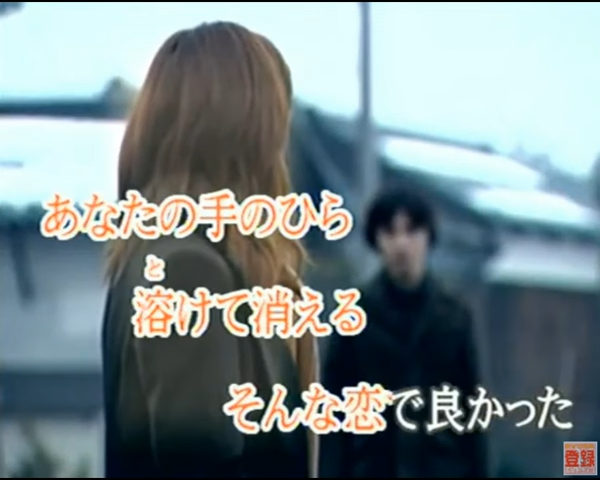 あなたの手のひら
と
溶けて消える
そんな恋で良かった
登録